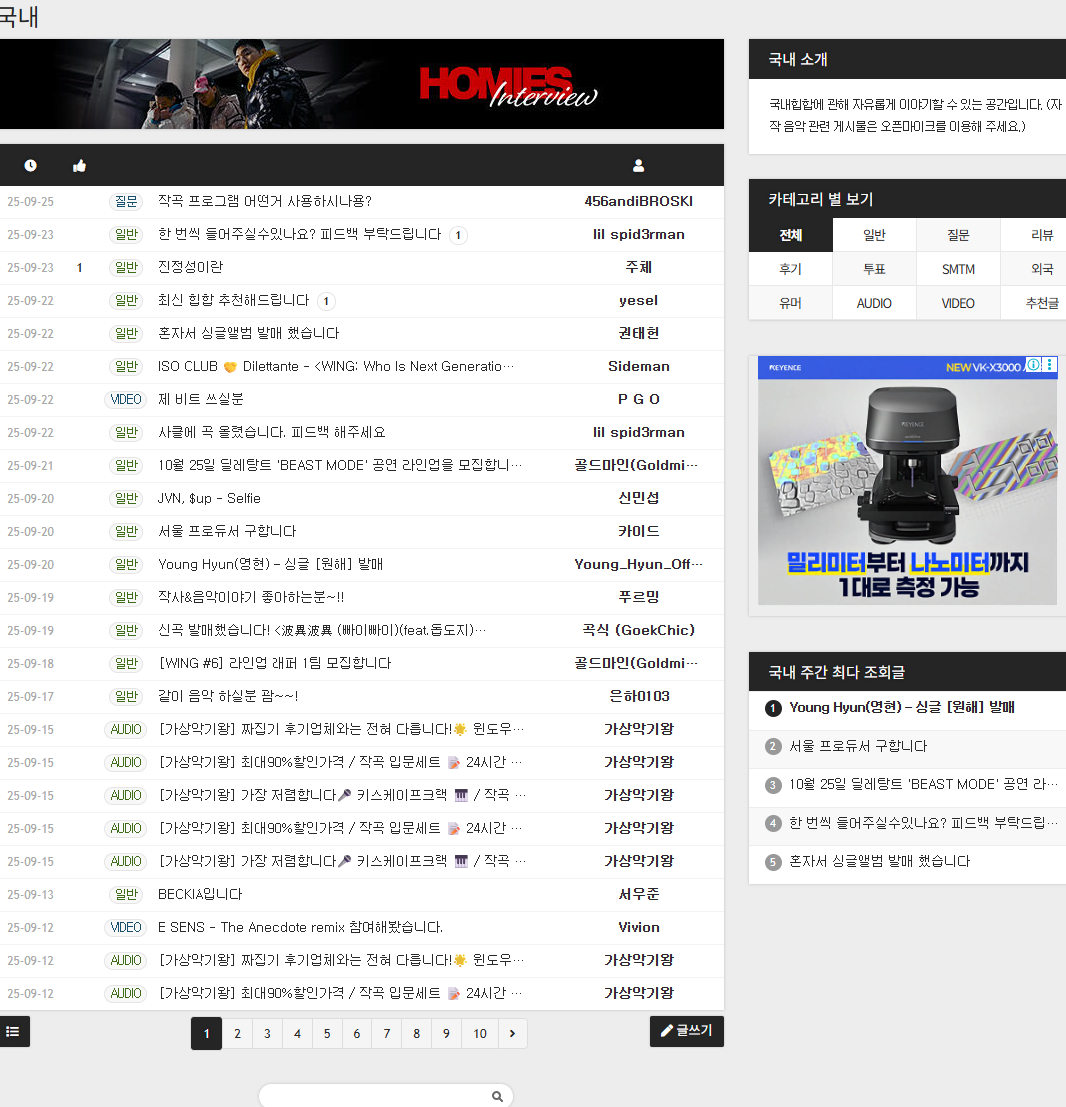 국내
HOMIES
Interview
25-09-25 질문 작곡 프로그램 어떤거 사용하시나용? 456andiBROSKI
25-09-23 일반 한 번씩 들어주실수있나요? 피드백 부탁드립니다 1 lil spid3rman
25-09-23 1 일반 진정성이란 주체
25-09-22 일반 최신 힙합 추천해드립니다 1 yesel
25-09-22 일반 혼자서 싱글앨범 발매 했습니다 권대헌
25-09-22 일반 ISO CLUB 🤝 Dilettante - <WING: Who Is Next Generatio… Sideman
25-09-22 VIDEO 제 비트 쓰실분 P G O
25-09-22 일반 사클에 곡 올렸습니다. 피드백 해주세요 lil spid3rman
25-09-21 일반 10월 25일 딜레탕트 'BEAST MODE' 공연 라인업을 모집합니… 골드마인(Goldmi…
25-09-20 일반 JVN, $up - Selfie 신민섭
25-09-20 일반 서울 프로듀서 구합니다 카이드
25-09-20 일반 Young Hyun(영현) – 싱글 [원해] 발매 Young_Hyun_Off…
25-09-19 일반 작사&음악이야기 좋아하는분~!! 푸르밍
25-09-19 일반 신곡 발매했습니다! <波異波異 (빠이빠이)(feat.돕도지)… 곡식 (GoekChic)
25-09-18 일반 [WING #6] 라인업 래퍼 1팀 모집합니다 골드마인(Goldmi…
25-09-17 일반 같이 음악 하실분 괌~~! 은하0103
25-09-15 AUDIO [가상악기왕] 짜집기 후기업체와는 전혀 다릅니다!🌟 윈도우… 가상악기왕
25-09-15 AUDIO [가상악기왕] 최대90%할인가격 / 작곡 입문세트 📝 24시간 … 가상악기왕
25-09-15 AUDIO [가상악기왕] 가장 저렴합니다🎤 키스케이프크랙 🎹 / 작곡 … 가상악기왕
25-09-15 AUDIO [가상악기왕] 최대90%할인가격 / 작곡 입문세트 📝 24시간 … 가상악기왕
25-09-15 AUDIO [가상악기왕] 가장 저렴합니다🎤 키스케이프크랙 🎹 / 작곡 … 가상악기왕
25-09-13 일반 BECKIA입니다 서우준
25-09-12 VIDEO E SENS - The Anecdote remix 참여해봤습니다. Vivion
25-09-12 AUDIO [가상악기왕] 짜집기 후기업체와는 전혀 다릅니다!🌟 윈도우… 가상악기왕
25-09-12 AUDIO [가상악기왕] 최대90%할인가격 / 작곡 입문세트 📝 24시간 … 가상악기왕
1 2 3 4 5 6 7 8 9 10
글쓰기
국내 소개
국내힙합에 관해 자유롭게 이야기할 수 있는 공간입니다. (자
작 음악 관련 게시물은 오픈마이크를 이용해 주세요.)
카테고리 별 보기
전체 일반 질문 리뷰
후기 투표 SMTM 외국
유머 AUDIO VIDEO 추천글
KEYENCE NEW VK-X3000
KEYENCE
밀리미터부터 나노미터까지
1대로 측정 가능
국내 주간 최다 조회글
1 Young Hyun(영현) – 싱글 [원해] 발매
2 서울 프로듀서 구합니다
3 10월 25일 딜레탕트 'BEAST MODE' 공연 라…
4 한 번씩 들어주실수있나요? 피드백 부탁드립…
5 혼자서 싱글앨범 발매 했습니다